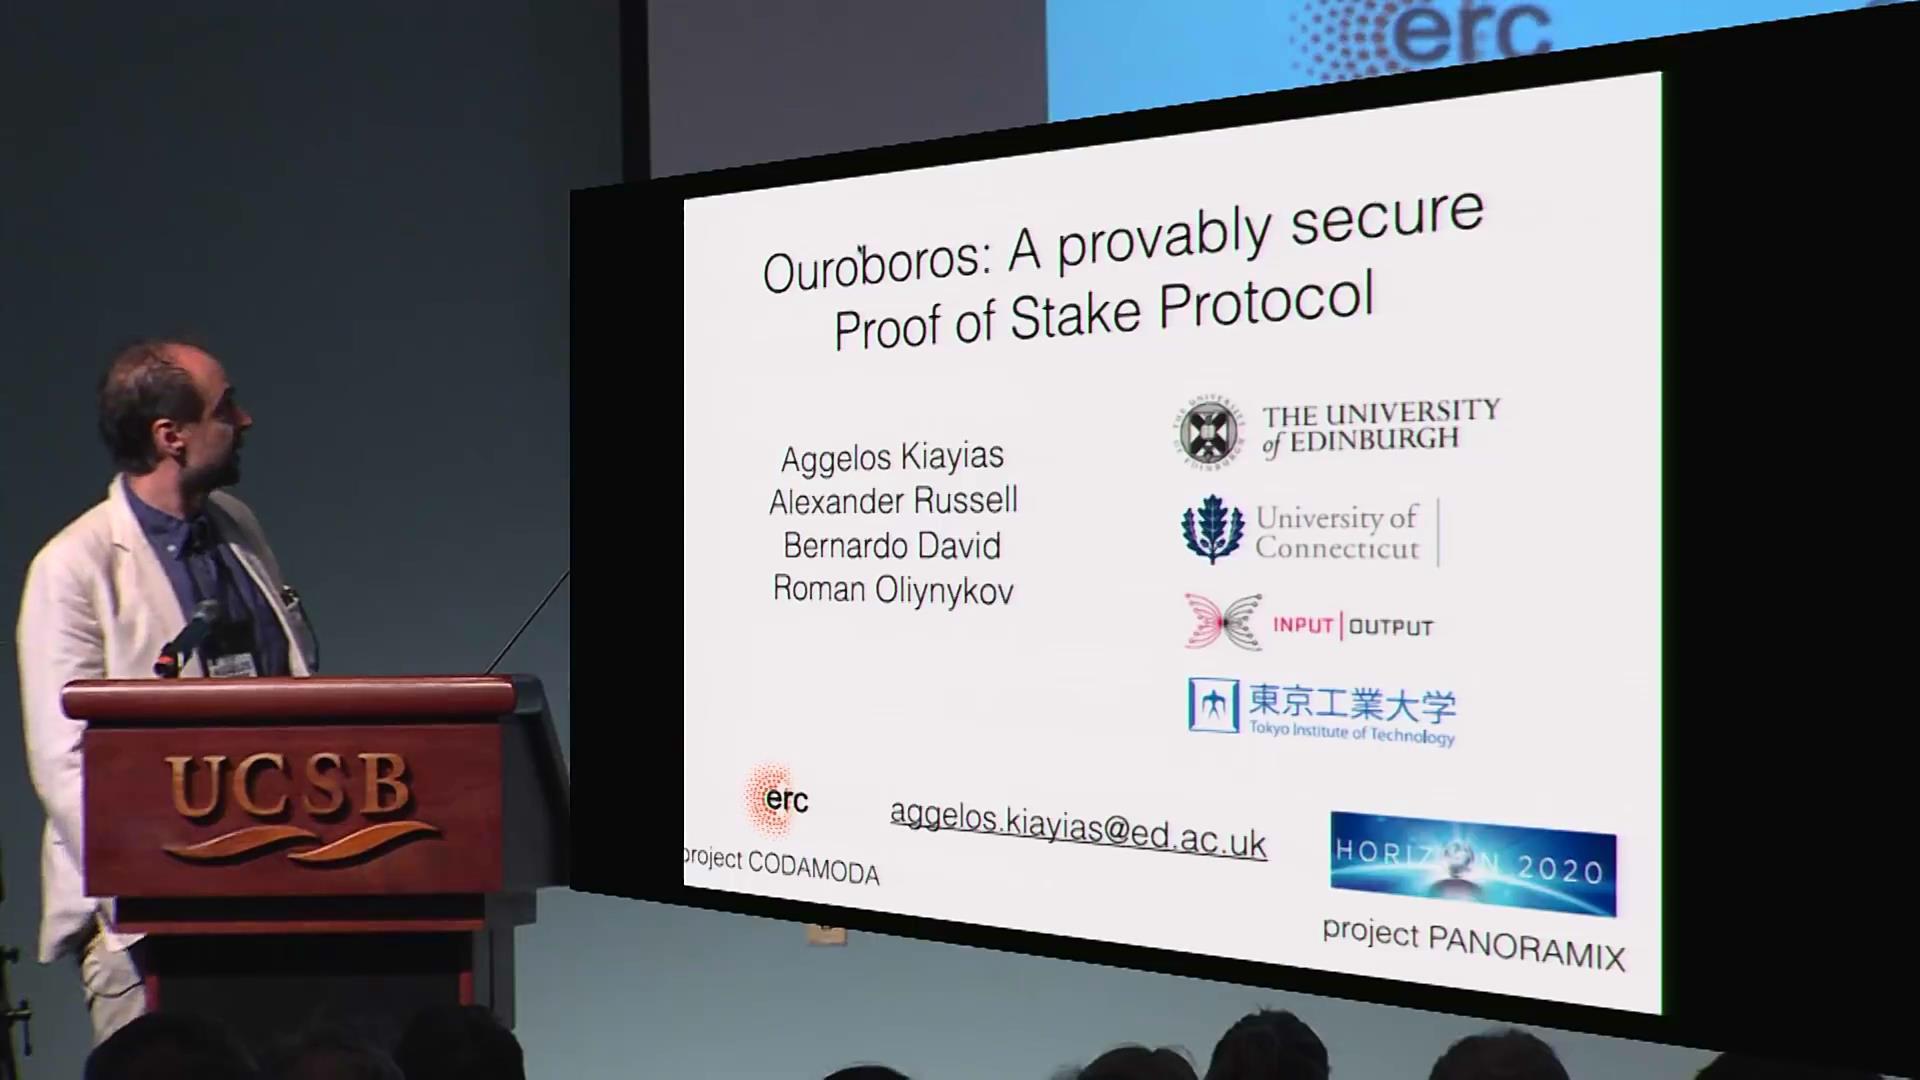 erc
Ouroboros: A provably secure
Proof of Stake Protocol
Aggelos Kiayias
Alexander Russell
Bernardo David
Roman Oliynykov
THE UNIVERSITY
of EDINBURGH
University of
Connecticut
INPUT | OUTPUT
東京工業大学
Tokyo Institute of Technology
erc
project CODAMODA
aggelos.kiayias@ed.ac.uk
HORIZON 2020
project PANORAMIX
UCSB